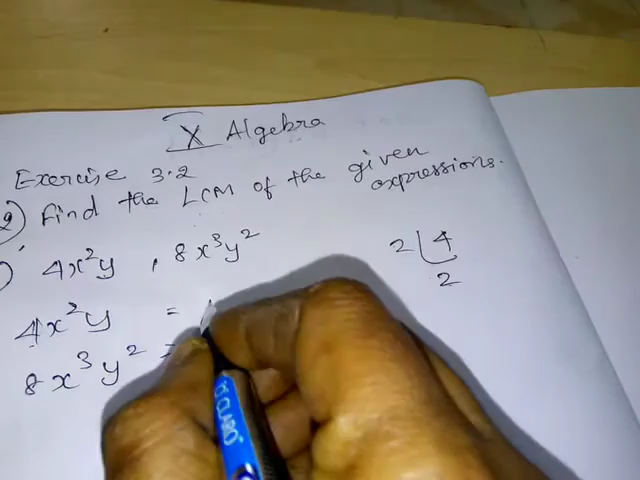 X Algebra
Exercise 3.2
2) Find the LCM of the given expressions.
4x²y , 8x³y²
2 4
2
4x²y =
8x³y² =
CLARO